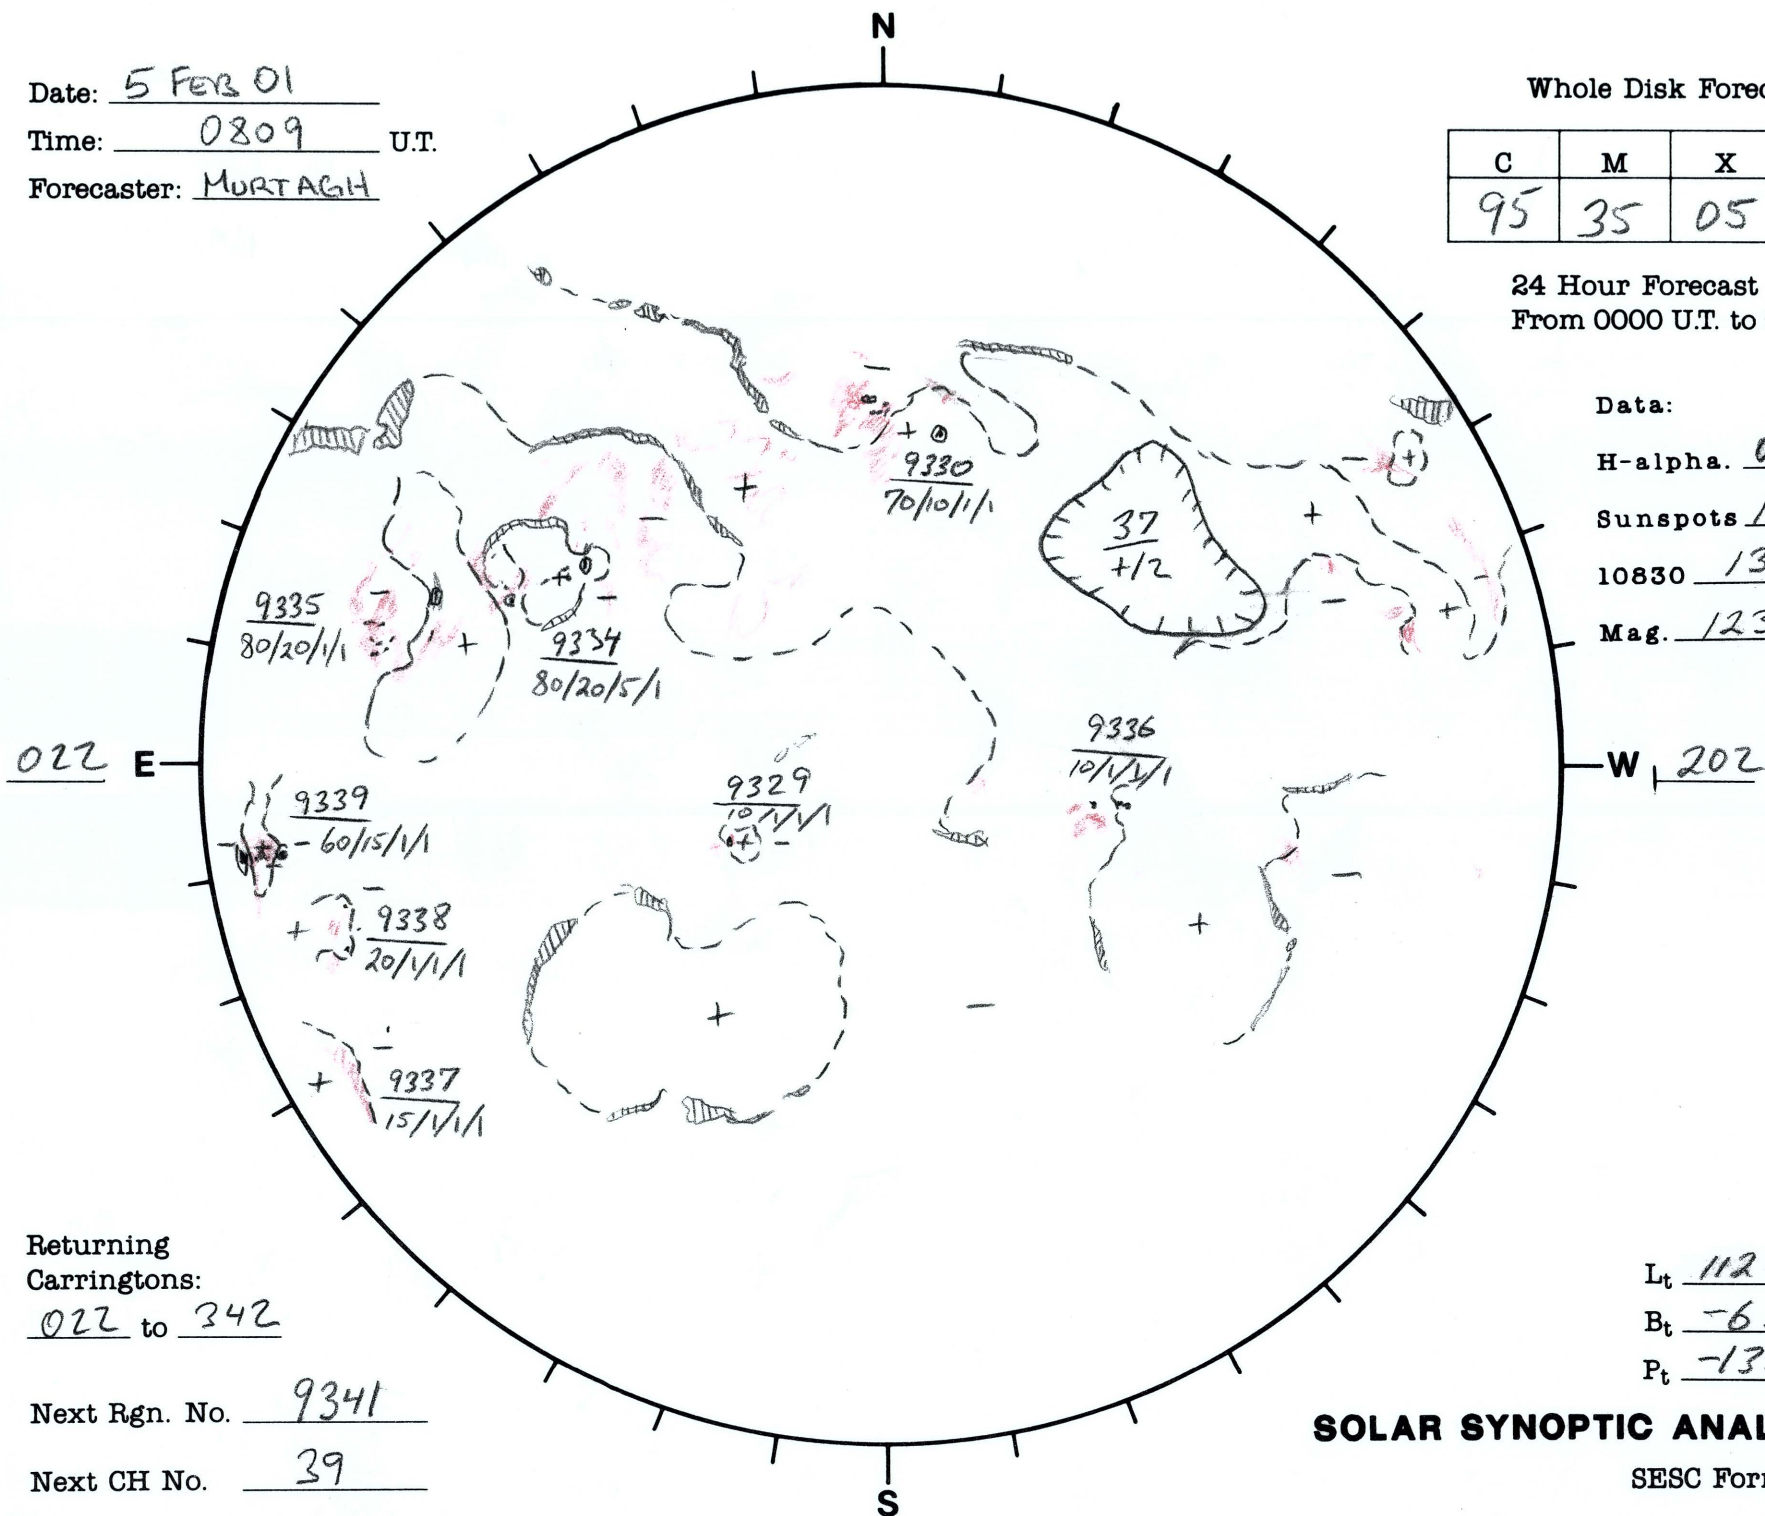 N
Date: 5 FEB 01
Time: 0809 U.T.
Forecaster: MURTAGH
Whole Disk Forec
C M X
95 35 05
24 Hour Forecast
From 0000 U.T. to
Data:
H-alpha.
Sunspots
10830 13
Mag. 123
+ 9330
70/10/1/1
37
+/2
9335
80/20/1/1
9334
80/20/5/1
022 E
W 202
9336
10/1/1/1
9339
60/15/1/1
9329
10/1/1/1
9338
20/1/1/1
9337
15/1/1/1
Returning
Carringtons:
022 to 342
Next Rgn. No. 9341
Next CH No. 39
Lt 112
Bt -6
Pt -13
SOLAR SYNOPTIC ANAL
SESC For
S